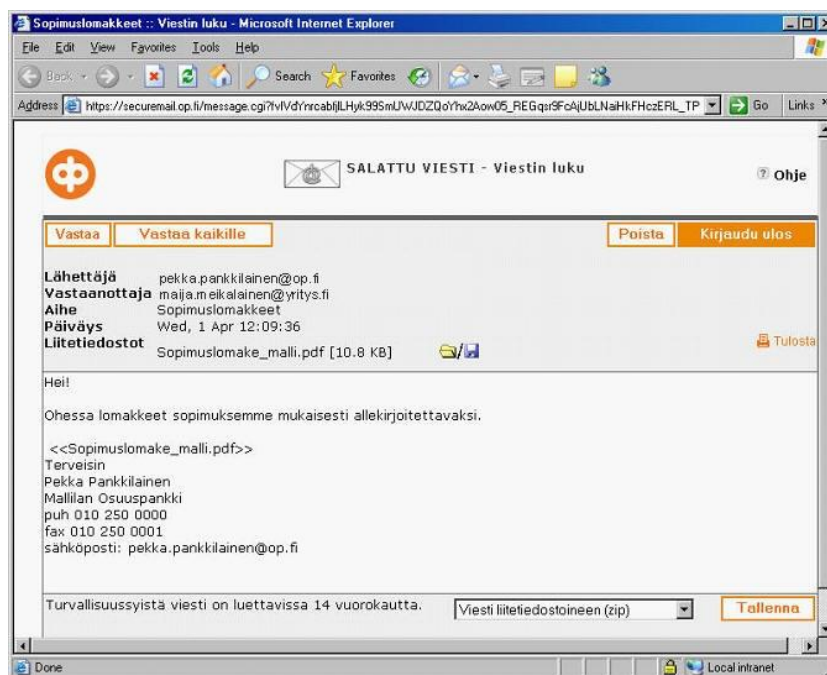 Sopimuslomakkeet :: Viestin luku - Microsoft Internet Explorer
File Edit View Favorites Tools Help
Back Search Favorites
Address https://securemail.op.fi/message.cgi? Go Links
SALATTU VIESTI - Viestin luku
? Ohje
Vastaa Vastaa kaikille Poista Kirjaudu ulos
Lähettäjä pekka.pankkilainen@op.fi
Vastaanottaja maija.meikalainen@yritys.fi
Aihe Sopimuslomakkeet
Päiväys Wed, 1 Apr 12:09:36
Liitetiedostot Sopimuslomake_malli.pdf [10.8 KB] / Tulosta
Hei!
Ohessa lomakkeet sopimuksemme mukaisesti allekirjoitettavaksi.
<<Sopimuslomake_malli.pdf>>
Terveisin
Pekka Pankkilainen
Mallilan Osuuspankki
puh 010 250 0000
fax 010 250 0001
sähköposti: pekka.pankkilainen@op.fi
Turvallisuussyistä viesti on luettavissa 14 vuorokautta. Viesti liitetiedostoineen (zip) Tallenna
Done Local intranet